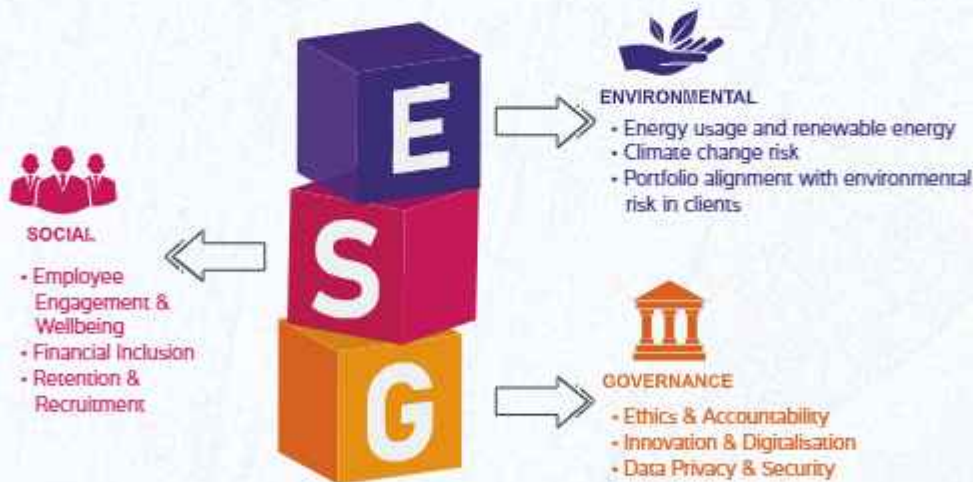 E
S
G
ENVIRONMENTAL
• Energy usage and renewable energy
• Climate change risk
• Portfolio alignment with environmental
risk in clients
SOCIAL
• Employee
Engagement &
Wellbeing
• Financial Inclusion
• Retention &
Recruitment
GOVERNANCE
• Ethics & Accountability
• Innovation & Digitalisation
• Data Privacy & Security